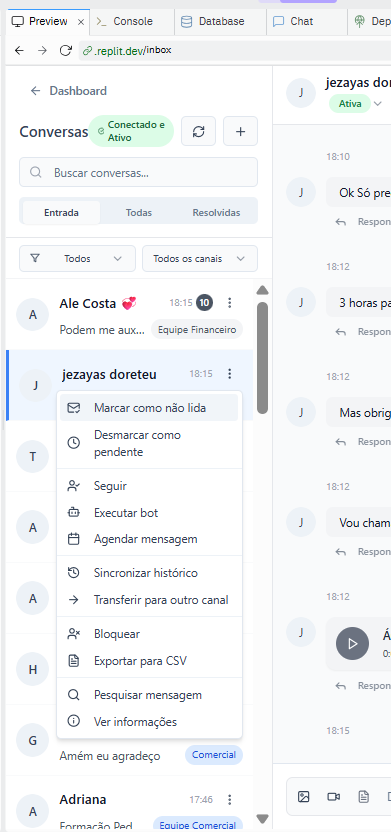 Preview
Console
Database
Chat
Dep
.replit.dev/inbox
Dashboard
Conversas
Conectado e
Ativo
Buscar conversas...
Entrada Todas Resolvidas
Todos Todos os canais
A Ale Costa 💞 18:15 10
Podem me aux... Equipe Financeiro
J jezayas doreteu 18:15
Marcar como não lida
Desmarcar como
pendente
T
Seguir
Executar bot
A
Agendar mensagem
Sincronizar histórico
A
Transferir para outro canal
Bloquear
Exportar para CSV
H
Pesquisar mensagem
Ver informações
G
Amém eu agradeço Comercial
A Adriana 17:46
Formação Ped Equipe Comercial
J jezayas dor
Ativa
18:10
J Ok Só pre
Respon
18:12
J 3 horas pa
Respon
18:12
J Mas obrig
Respon
18:12
J Vou cham
Respon
18:12
J Á
0:
Respon
18:15